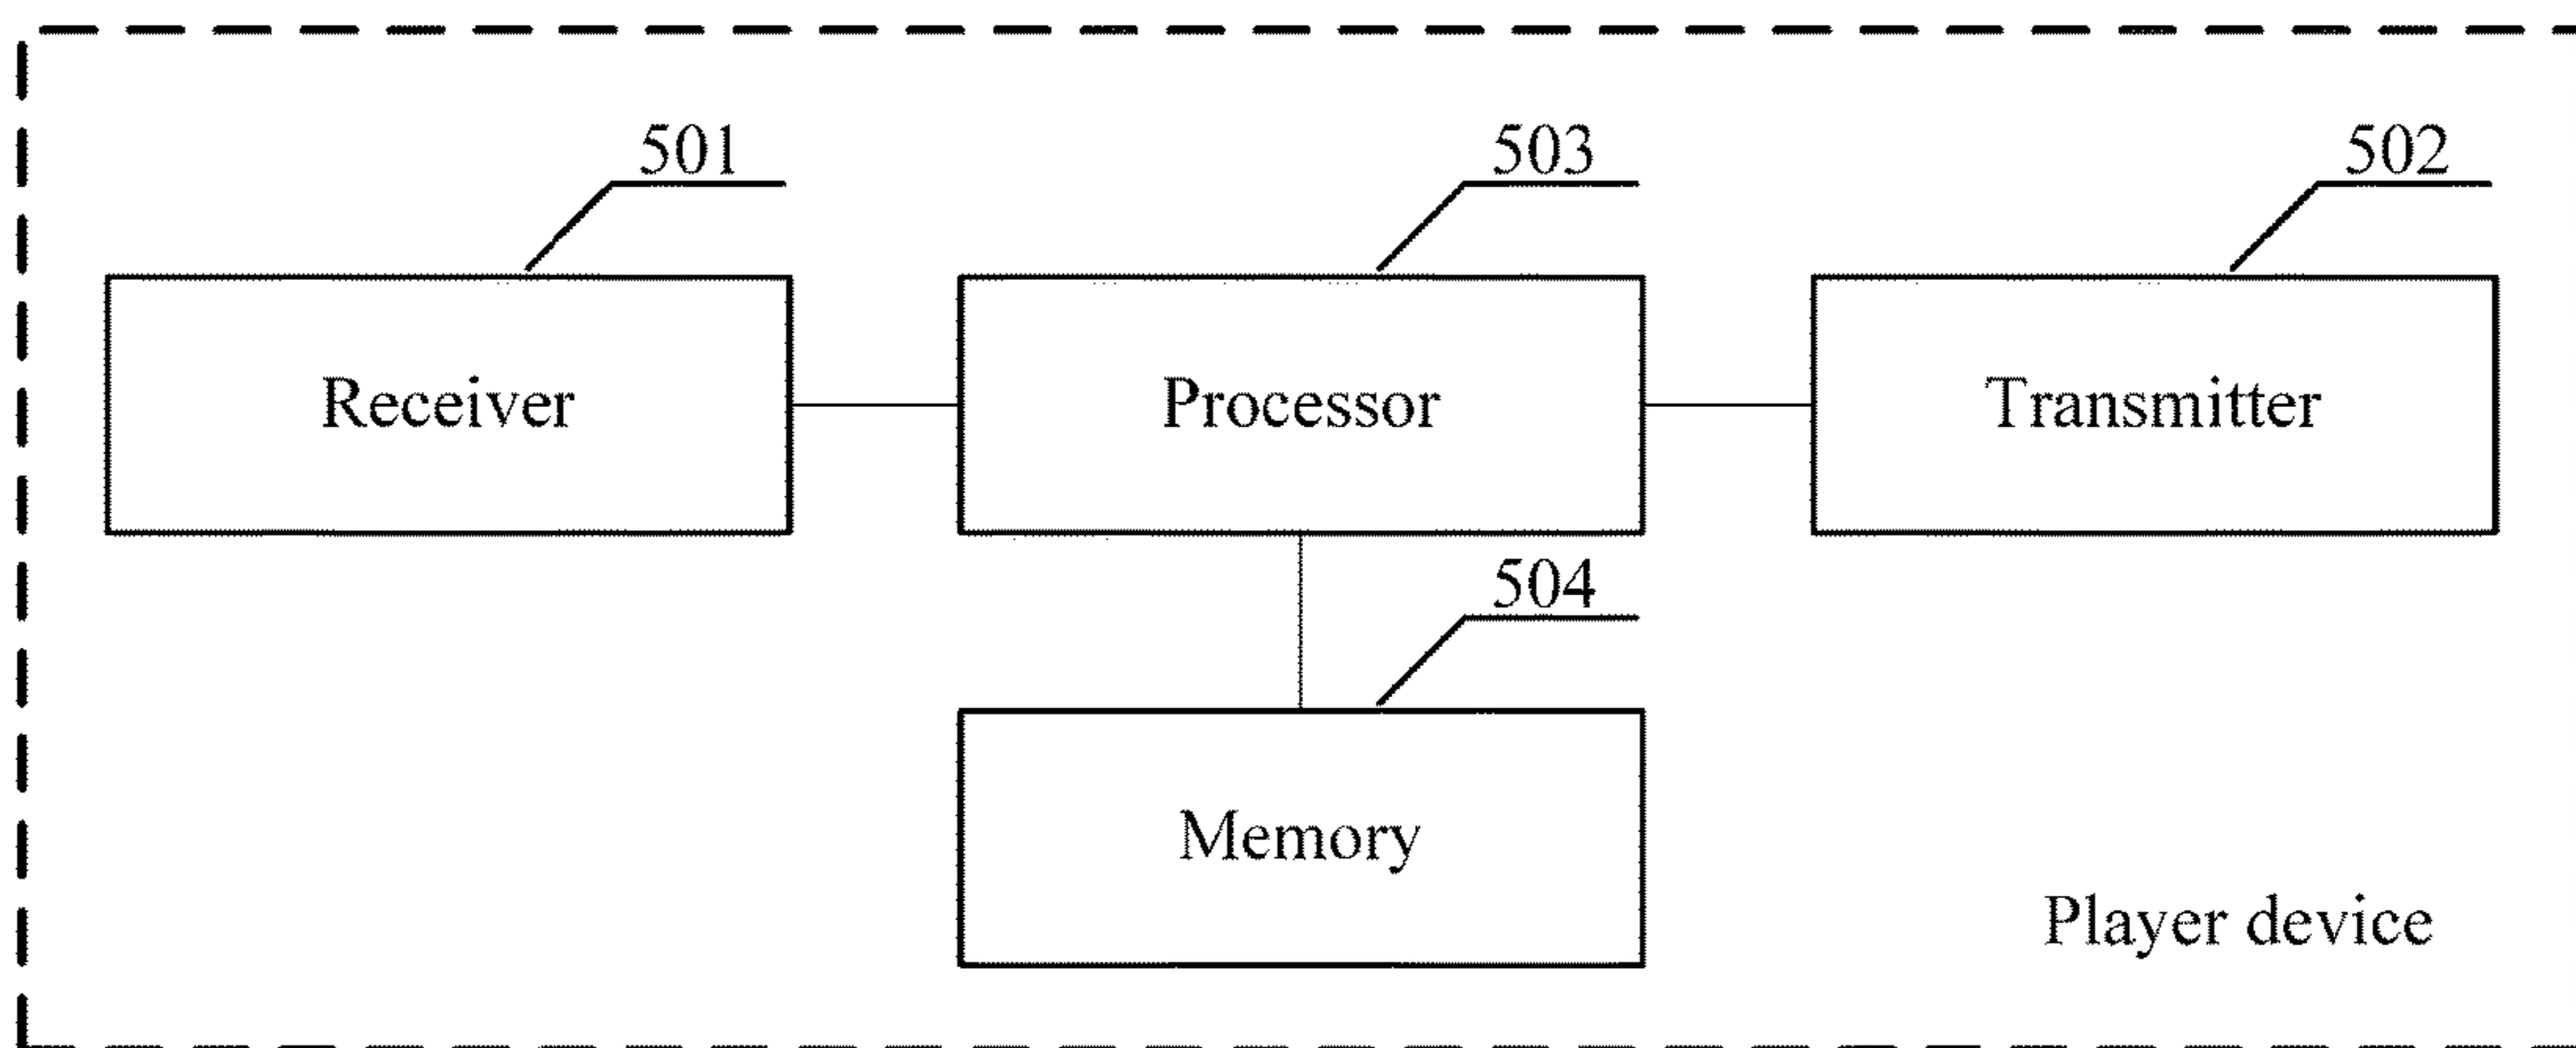 501
503
502
Receiver
Processor
Transmitter
504
Memory
Player device